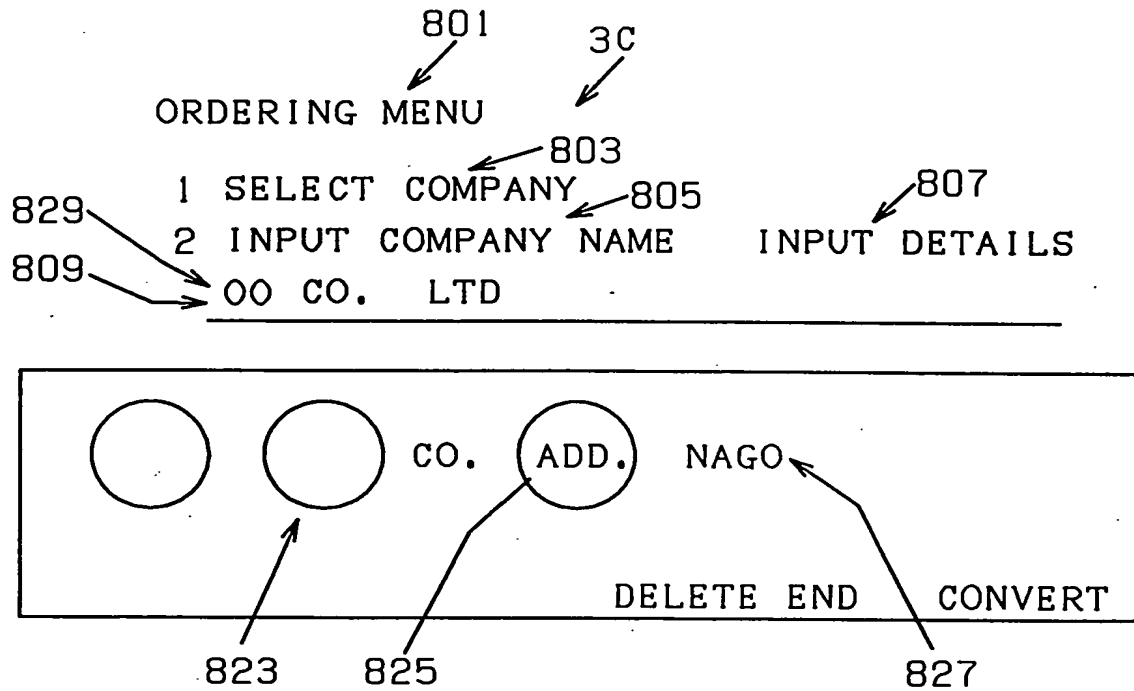 801
3C
ORDERING MENU
803
1 SELECT COMPANY
805
807
829
2 INPUT COMPANY NAME INPUT DETAILS
809
OO CO. LTD
CO. ADD. NAGO
DELETE END CONVERT
823 825 827